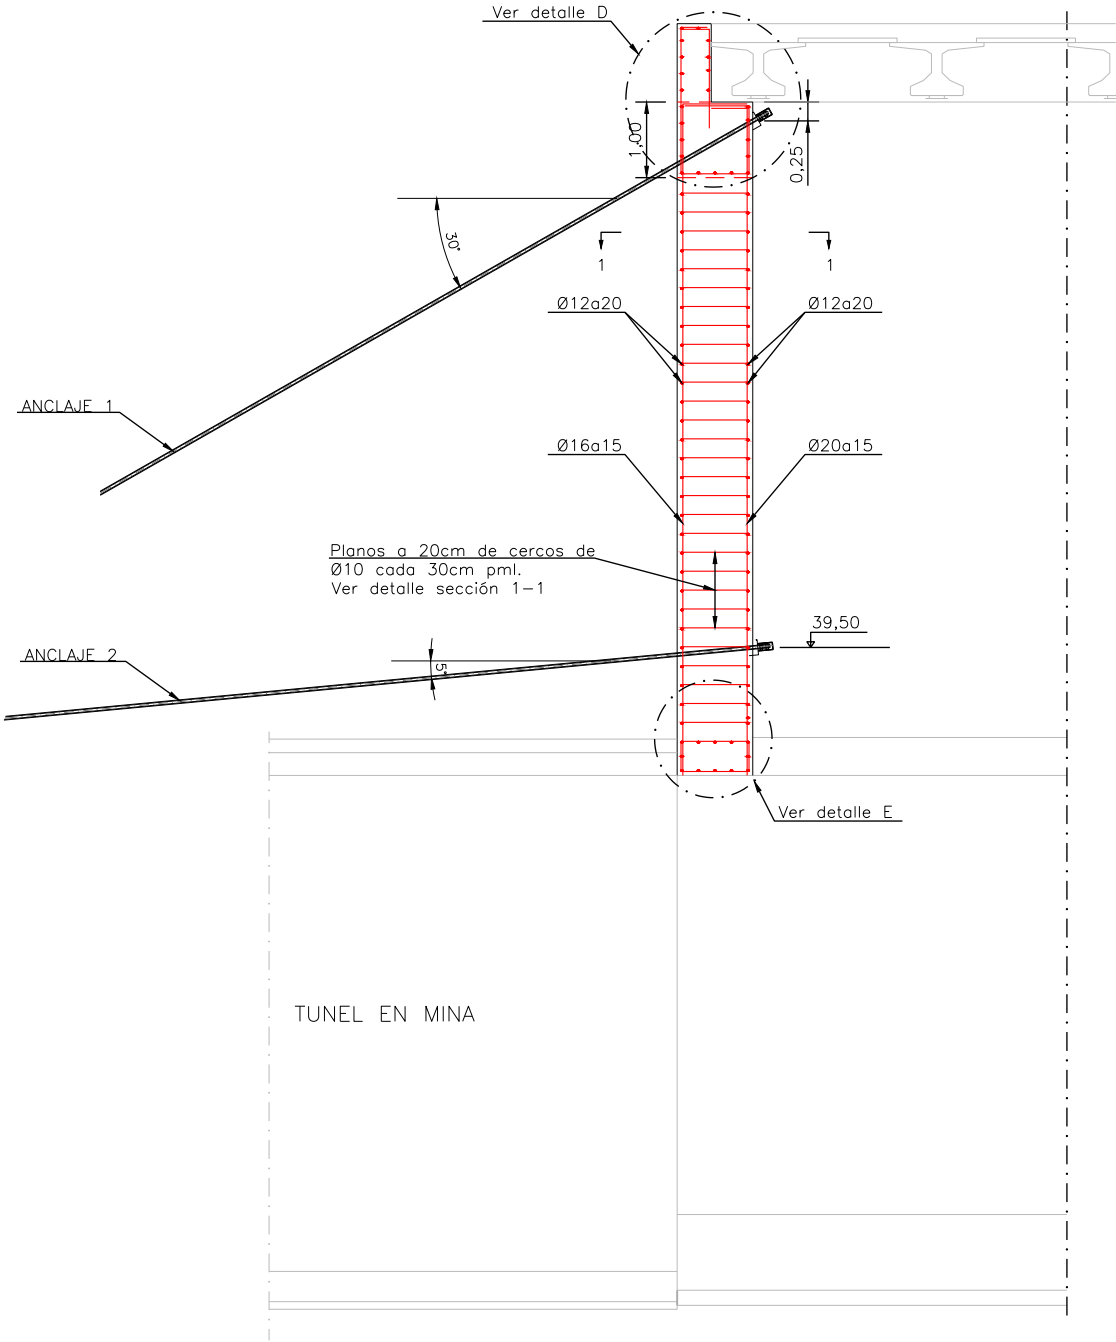 Ver detalle D
1,00
0,25
30°
1
1
Ø12a20
Ø12a20
ANCLAJE 1
Ø16a15
Ø20a15
Planos a 20cm de cercos de
Ø10 cada 30cm pml.
Ver detalle sección 1-1
39,50
ANCLAJE 2
5°
Ver detalle E
TUNEL EN MINA